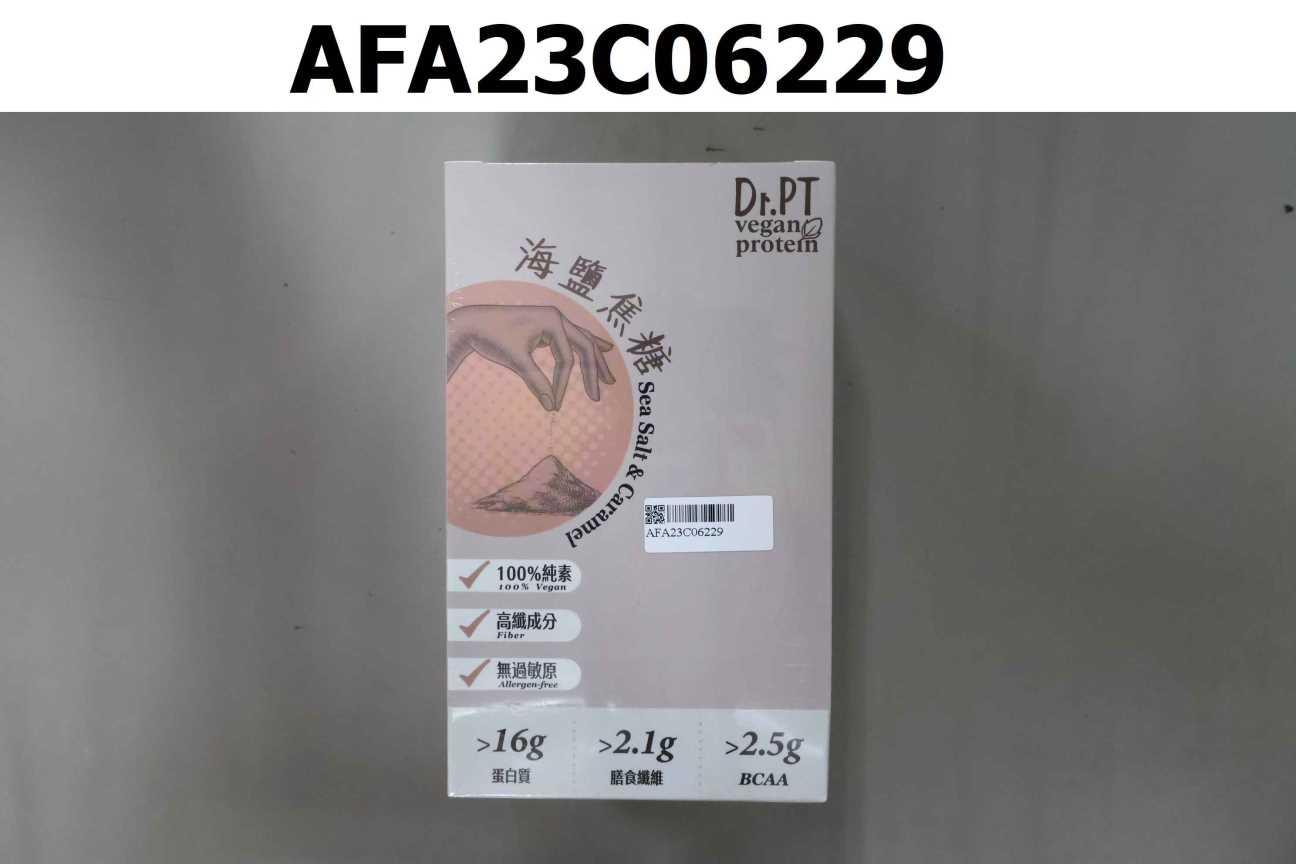 AFA23C06229
Dr.PT
vegan
protein
海鹽焦糖
Sea Salt & Caramel
AFA23C06229
100%純素
100% Vegan
高纖成分
Fiber
無過敏原
Allergen-free
>16g
蛋白質
>2.1g
膳食纖維
>2.5g
BCAA